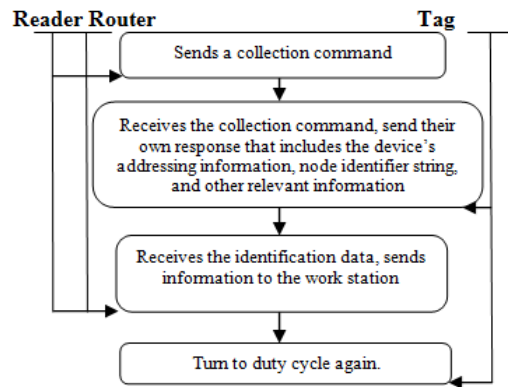 Reader Router Tag
Sends a collection command
Receives the collection command, send their
own response that includes the device's
addressing information, node identifier string,
and other relevant information
Receives the identification data, sends
information to the work station
Turn to duty cycle again.